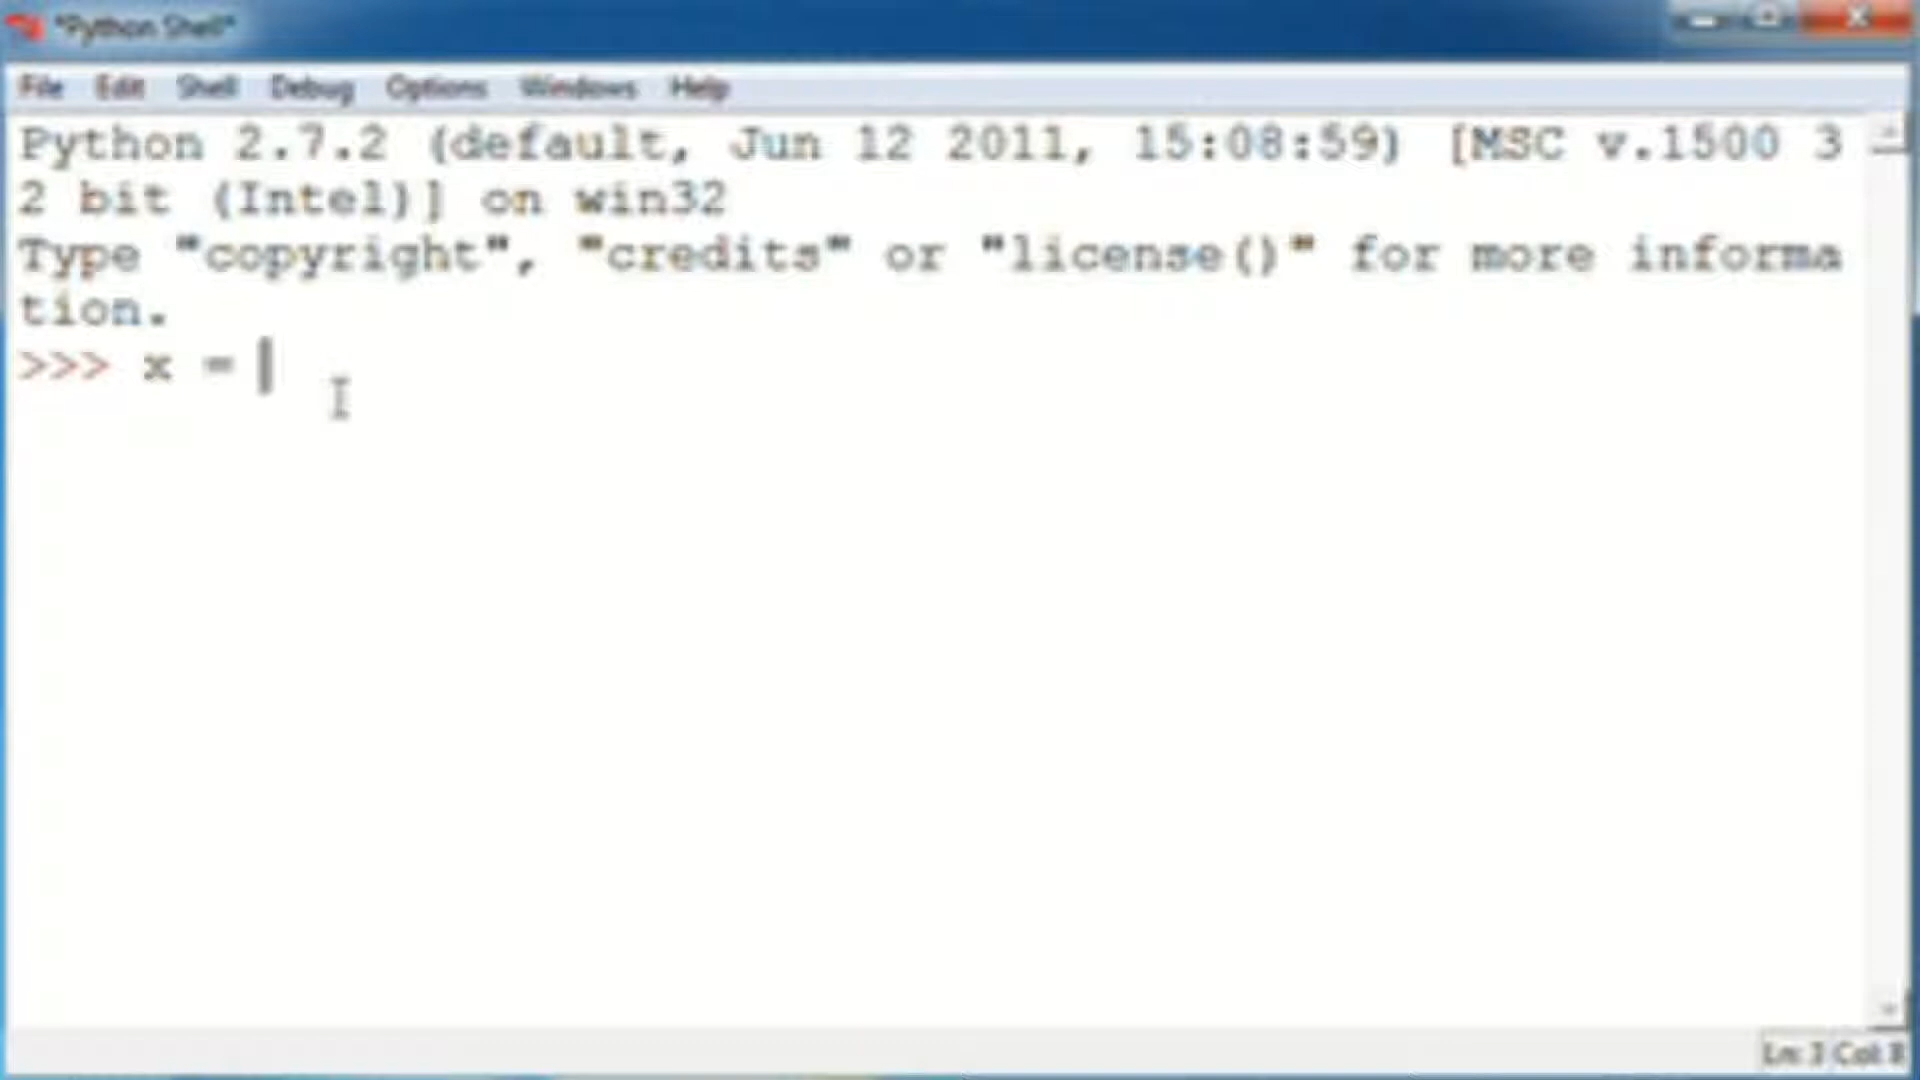 *Python Shell*
File Edit Shell Debug Options Windows Help
Python 2.7.2 (default, Jun 12 2011, 15:08:59) [MSC v.1500 3
2 bit (Intel)] on win32
Type "copyright", "credits" or "license()" for more informa
tion.
>>> x =
Ln: 3 Col: 8